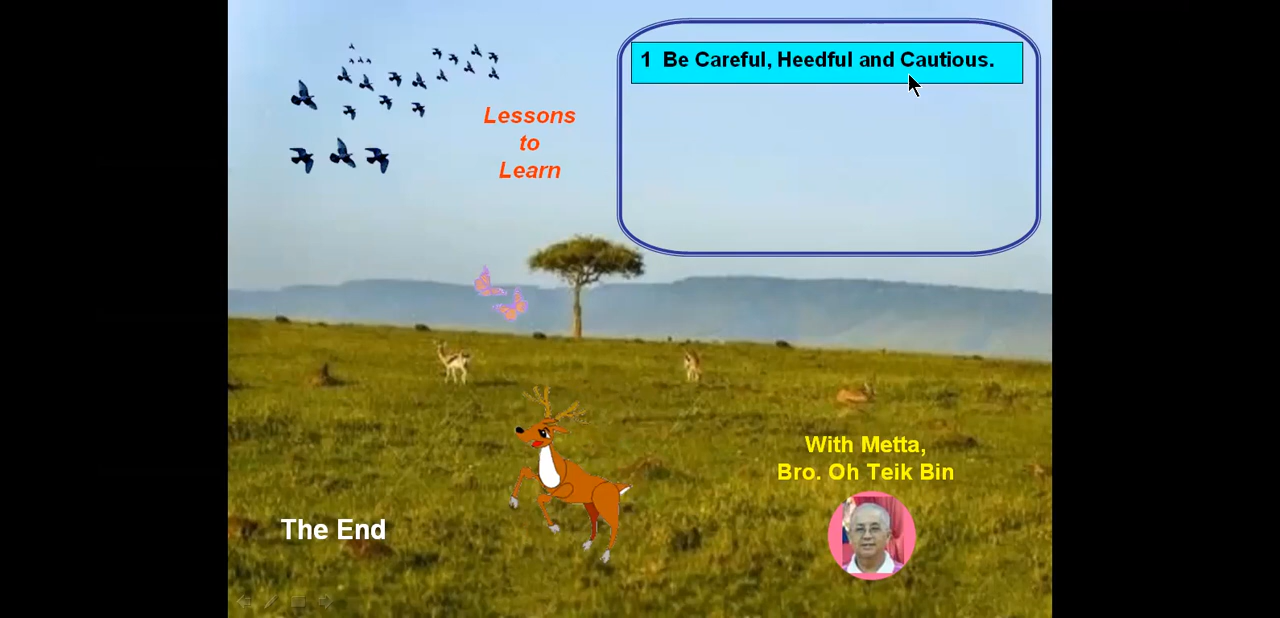 1 Be Careful, Heedful and Cautious.
Lessons
to
Learn
With Metta,
Bro. Oh Teik Bin
The End